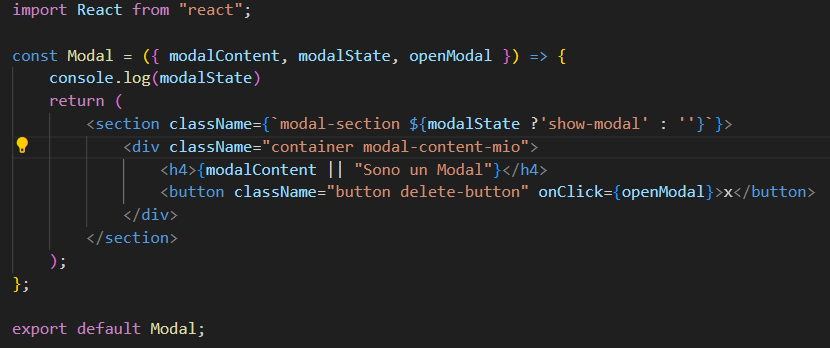 import React from "react";
const Modal = ({ modalContent, modalState, openModal }) => {
console.log(modalState)
return (
<section className={`modal-section ${modalState ?'show-modal' : ''}`}>
<div className="container modal-content-mio">
<h4>{modalContent || "Sono un Modal"}</h4>
<button className="button delete-button" onClick={openModal}>x</button>
</div>
</section>
);
};
export default Modal;